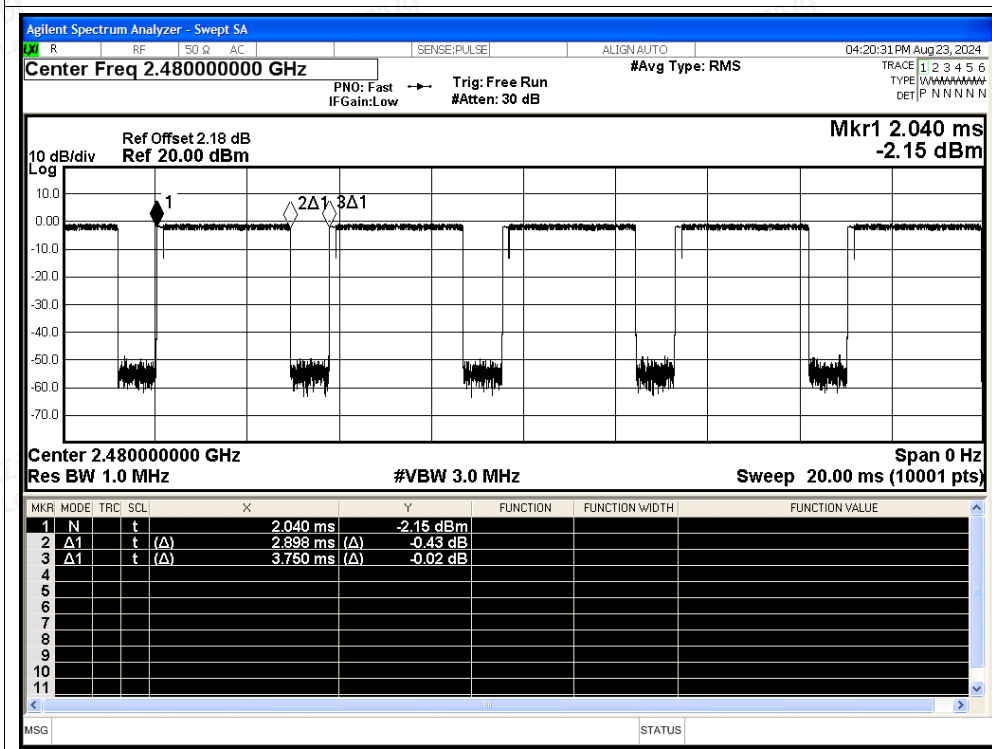 Agilent Spectrum Analyzer - Swept SA
LXI R RF 50 Ω AC SENSE:PULSE ALIGN AUTO 04:20:31 PM Aug 23, 2024
Center Freq 2.480000000 GHz #Avg Type: RMS TRACE 1 2 3 4 5 6
PNO: Fast Trig: Free Run TYPE WWWWWW
IFGain:Low #Atten: 30 dB DET P N N N N N
Mkr1 2.040 ms
Ref Offset 2.18 dB
10 dB/div Ref 20.00 dBm -2.15 dBm
Log
10.0
1 2Δ1 3Δ1
0.00
-10.0
-20.0
-30.0
-40.0
-50.0
-60.0
-70.0
Center 2.480000000 GHz Span 0 Hz
Res BW 1.0 MHz #VBW 3.0 MHz Sweep 20.00 ms (10001 pts)
MKR MODE TRC SCL X Y FUNCTION FUNCTION WIDTH FUNCTION VALUE
1 N t 2.040 ms -2.15 dBm
2 Δ1 t (Δ) 2.898 ms (Δ) -0.43 dB
3 Δ1 t (Δ) 3.750 ms (Δ) -0.02 dB
4
5
6
7
8
9
10
11
MSG STATUS